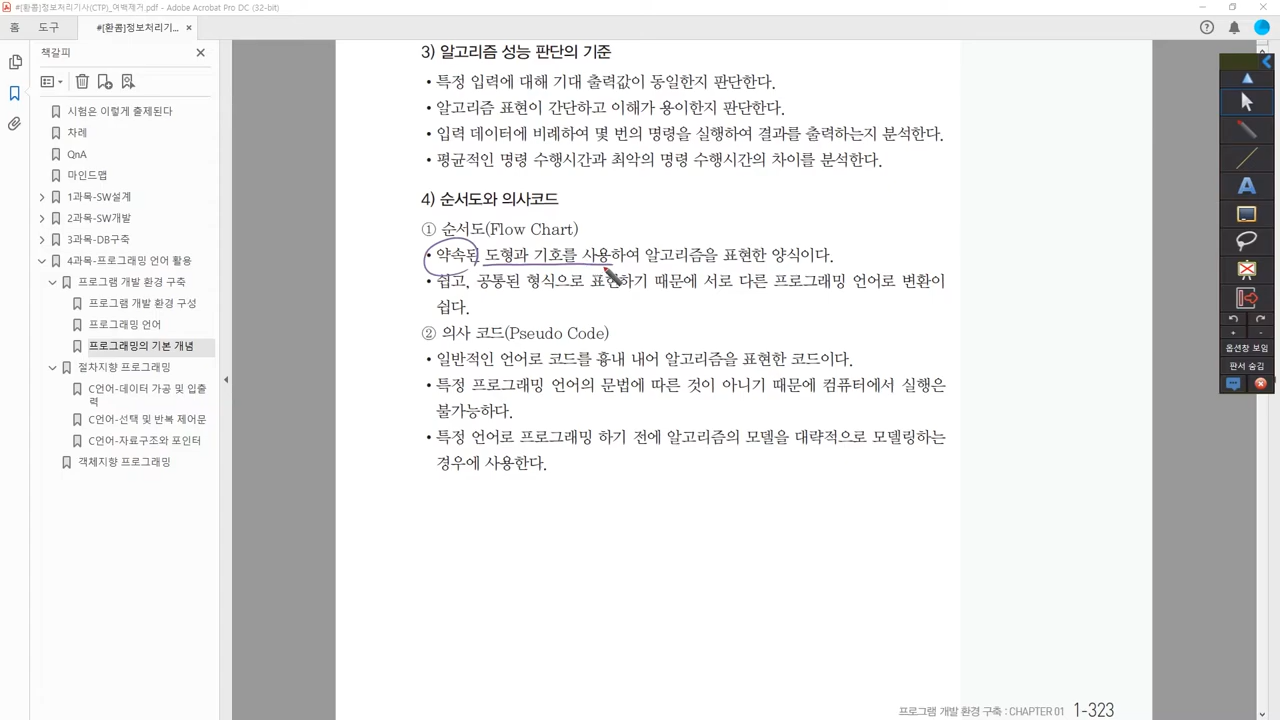 #[환콤]정보처리기사(CTP)_여백제거.pdf - Adobe Acrobat Pro DC (32-bit)
홈 도구 #[환콤]정보처리기... ×
책갈피
시험은 이렇게 출제된다
차례
QnA
마인드맵
1과목-SW설계
2과목-SW개발
3과목-DB구축
4과목-프로그래밍 언어 활용
프로그램 개발 환경 구축
프로그램 개발 환경 구성
프로그래밍 언어
프로그래밍의 기본 개념
절차지향 프로그래밍
C언어-데이터 가공 및 입출
력
C언어-선택 및 반복 제어문
C언어-자료구조와 포인터
객체지향 프로그래밍
3) 알고리즘 성능 판단의 기준
• 특정 입력에 대해 기대 출력값이 동일한지 판단한다.
• 알고리즘 표현이 간단하고 이해가 용이한지 판단한다.
• 입력 데이터에 비례하여 몇 번의 명령을 실행하여 결과를 출력하는지 분석한다.
• 평균적인 명령 수행시간과 최악의 명령 수행시간의 차이를 분석한다.
4) 순서도와 의사코드
① 순서도(Flow Chart)
• 약속된 도형과 기호를 사용하여 알고리즘을 표현한 양식이다.
• 쉽고, 공통된 형식으로 표현하기 때문에 서로 다른 프로그래밍 언어로 변환이
쉽다.
② 의사 코드(Pseudo Code)
• 일반적인 언어로 코드를 흉내 내어 알고리즘을 표현한 코드이다.
• 특정 프로그래밍 언어의 문법에 따른 것이 아니기 때문에 컴퓨터에서 실행은
불가능하다.
• 특정 언어로 프로그래밍 하기 전에 알고리즘의 모델을 대략적으로 모델링하는
경우에 사용한다.
프로그램 개발 환경 구축 : CHAPTER 01 1-323
A
옵션창 보임
판서 숨김